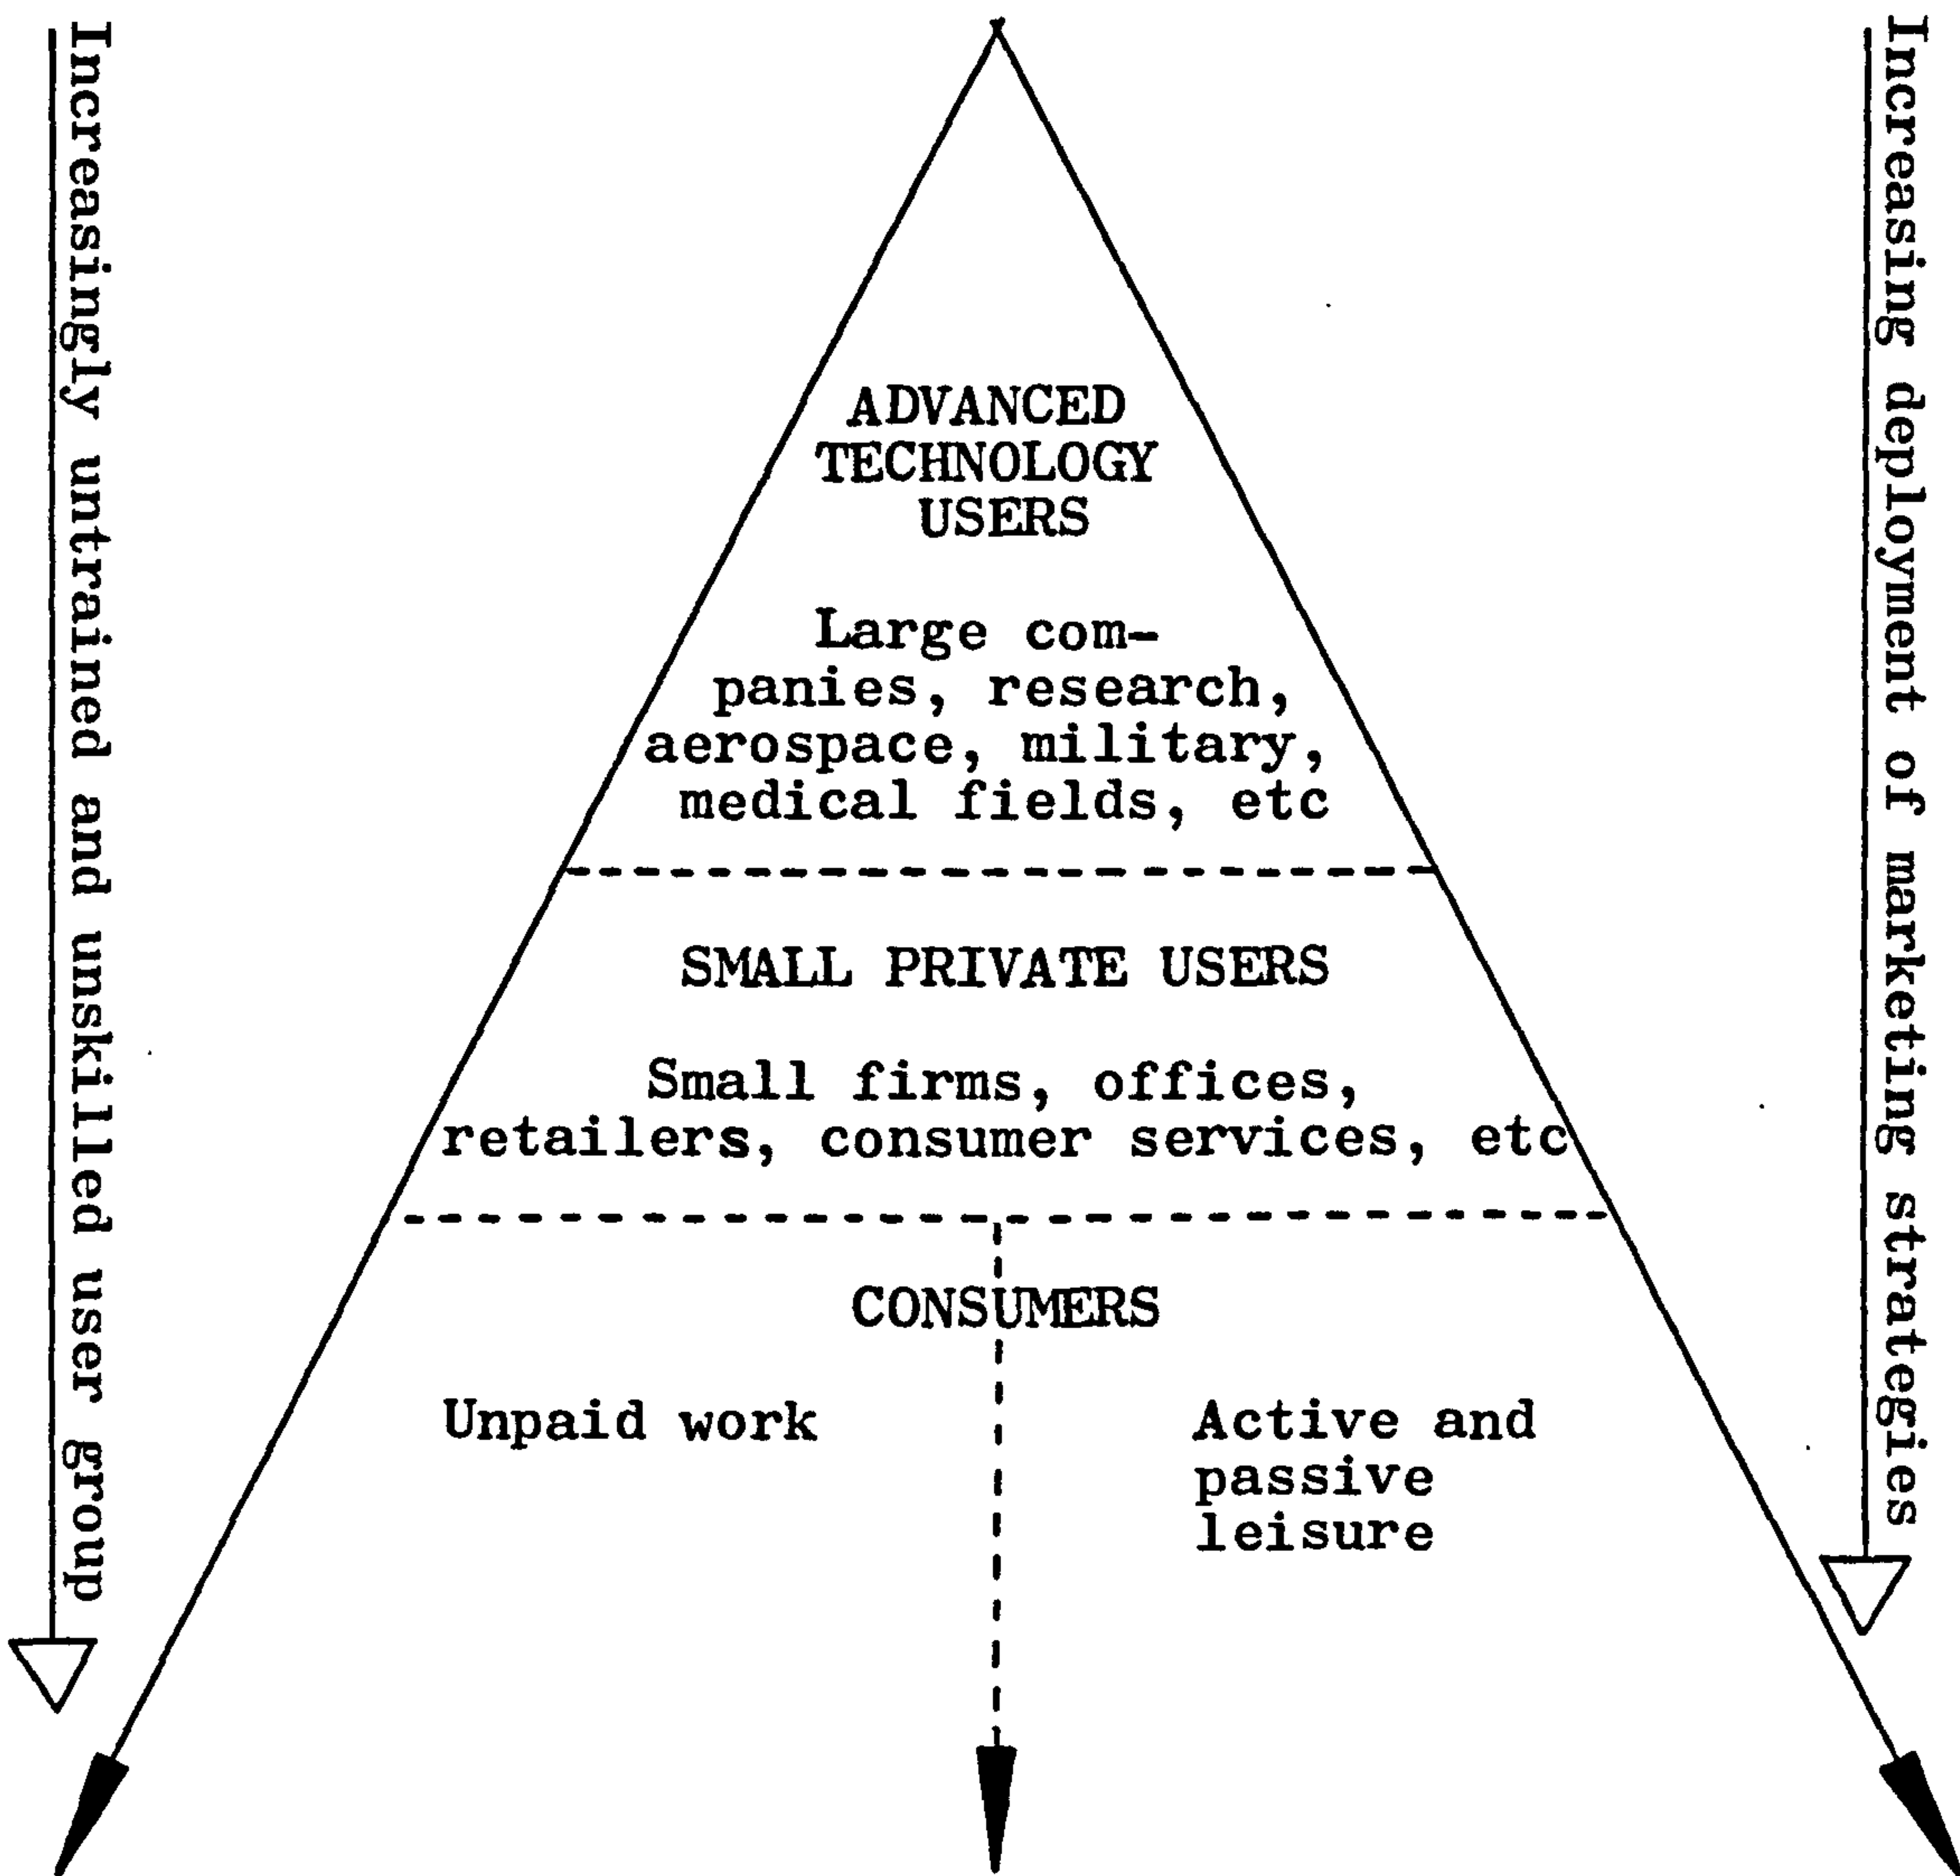 Increasingly untrained and unskilled user group
Increasing deployment of marketing strategies
ADVANCED
TECHNOLOGY
USERS
Large com-
panies, research,
aerospace, military,
medical fields, etc
SMALL PRIVATE USERS
Small firms, offices,
retailers, consumer services, etc
CONSUMERS
Unpaid work
Active and
passive
leisure